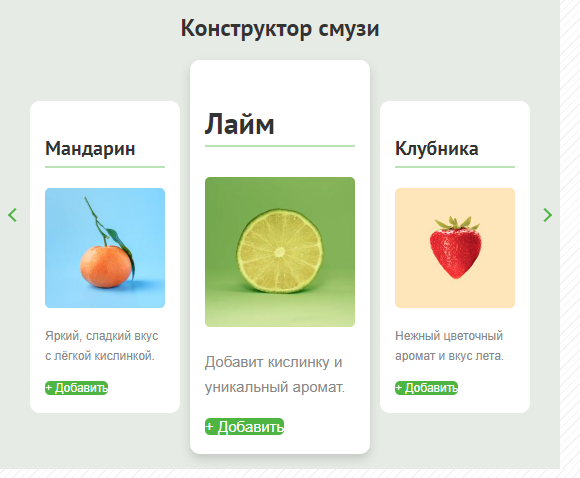 Конструктор смузи
Мандарин
Яркий, сладкий вкус
с лёгкой кислинкой.
+ Добавить
Лайм
Добавит кислинку и
уникальный аромат.
+ Добавить
Клубника
Нежный цветочный
аромат и вкус лета.
+ Добавить